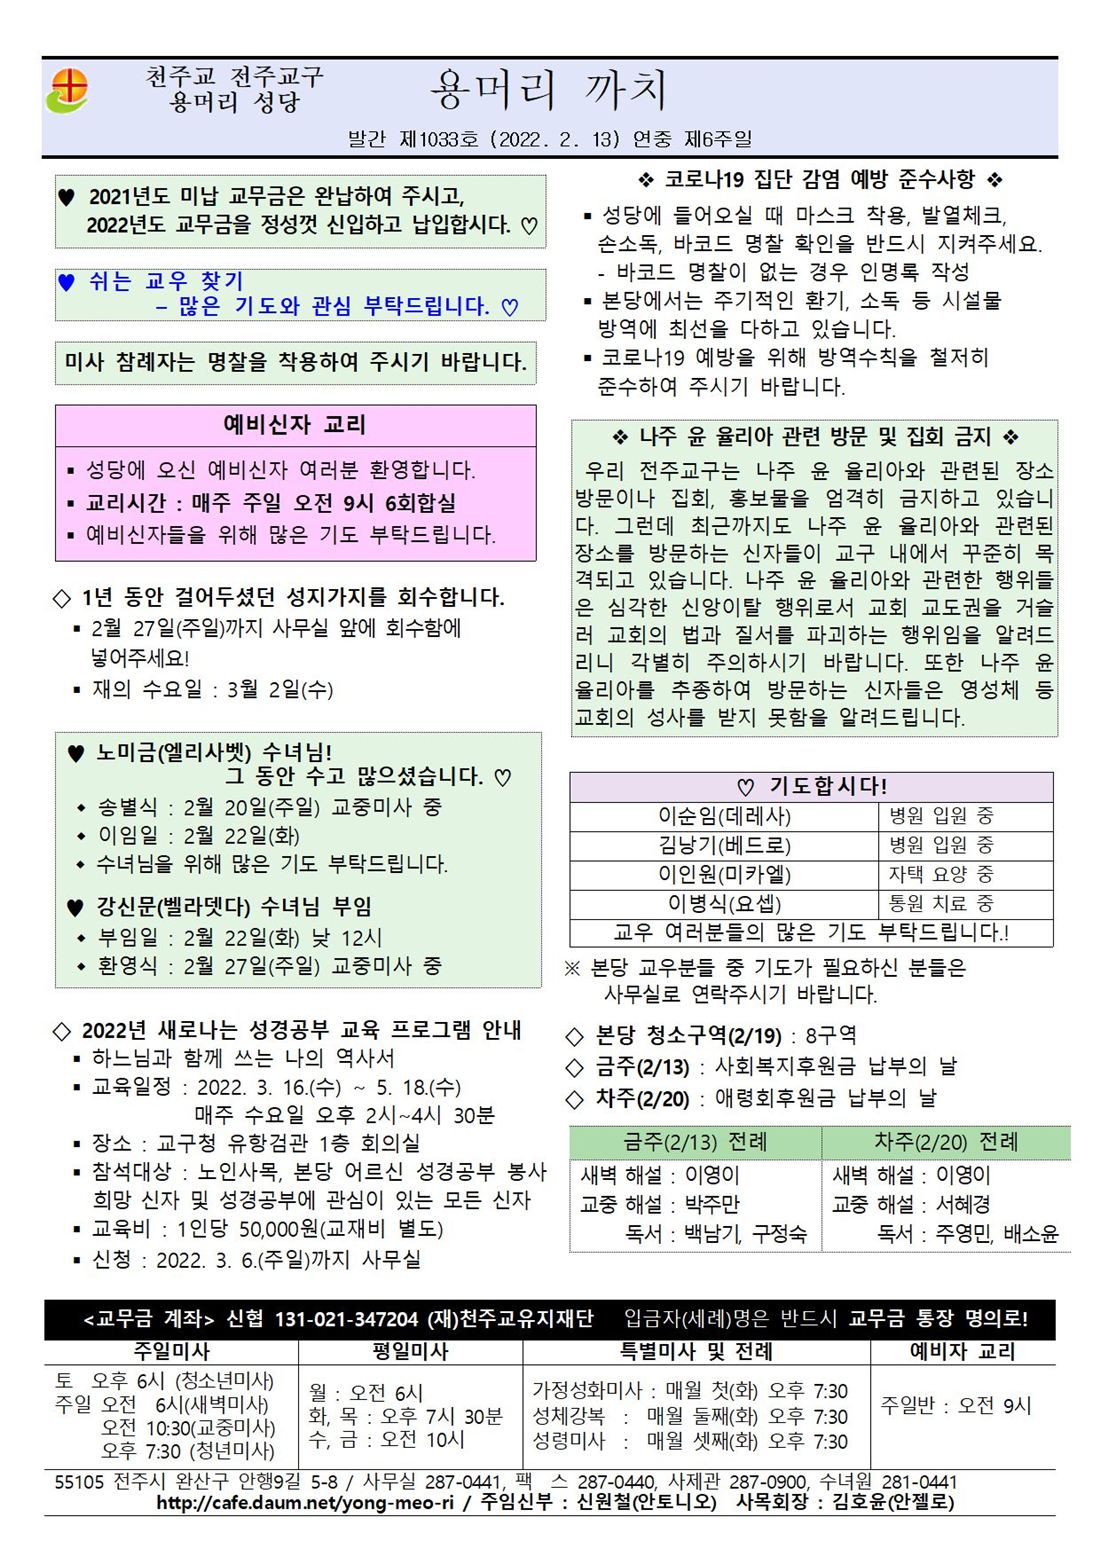 천주교 전주교구
용머리 성당
용머리 까치
발간 제1033호 (2022. 2. 13) 연중 제6주일
♥ 2021년도 미납 교무금은 완납하여 주시고,
2022년도 교무금을 정성껏 신입하고 납입합시다. ♡
♥ 쉬는 교우 찾기
– 많은 기도와 관심 부탁드립니다. ♡
미사 참례자는 명찰을 착용하여 주시기 바랍니다.
예비신자 교리
▪ 성당에 오신 예비신자 여러분 환영합니다.
▪ 교리시간 : 매주 주일 오전 9시 6회합실
▪ 예비신자들을 위해 많은 기도 부탁드립니다.
◇ 1년 동안 걸어두셨던 성지가지를 회수합니다.
▪ 2월 27일(주일)까지 사무실 앞에 회수함에
넣어주세요!
▪ 재의 수요일 : 3월 2일(수)
♥ 노미금(엘리사벳) 수녀님!
그 동안 수고 많으셨습니다. ♡
◆ 송별식 : 2월 20일(주일) 교중미사 중
◆ 이임일 : 2월 22일(화)
◆ 수녀님을 위해 많은 기도 부탁드립니다.
♥ 강신문(벨라뎃다) 수녀님 부임
◆ 부임일 : 2월 22일(화) 낮 12시
◆ 환영식 : 2월 27일(주일) 교중미사 중
◇ 2022년 새로나는 성경공부 교육 프로그램 안내
▪ 하느님과 함께 쓰는 나의 역사서
▪ 교육일정 : 2022. 3. 16.(수) ~ 5. 18.(수)
매주 수요일 오후 2시~4시 30분
▪ 장소 : 교구청 유항검관 1층 회의실
▪ 참석대상 : 노인사목, 본당 어르신 성경공부 봉사
희망 신자 및 성경공부에 관심이 있는 모든 신자
▪ 교육비 : 1인당 50,000원(교재비 별도)
▪ 신청 : 2022. 3. 6.(주일)까지 사무실
❖ 코로나19 집단 감염 예방 준수사항 ❖
▪ 성당에 들어오실 때 마스크 착용, 발열체크,
손소독, 바코드 명찰 확인을 반드시 지켜주세요.
- 바코드 명찰이 없는 경우 인명록 작성
▪ 본당에서는 주기적인 환기, 소독 등 시설물
방역에 최선을 다하고 있습니다.
▪ 코로나19 예방을 위해 방역수칙을 철저히
준수하여 주시기 바랍니다.
❖ 나주 윤 율리아 관련 방문 및 집회 금지 ❖
우리 전주교구는 나주 윤 율리아와 관련된 장소
방문이나 집회, 홍보물을 엄격히 금지하고 있습니
다. 그런데 최근까지도 나주 윤 율리아와 관련된
장소를 방문하는 신자들이 교구 내에서 꾸준히 목
격되고 있습니다. 나주 윤 율리아와 관련한 행위들
은 심각한 신앙이탈 행위로서 교회 교도권을 거슬
러 교회의 법과 질서를 파괴하는 행위임을 알려드
리니 각별히 주의하시기 바랍니다. 또한 나주 윤
율리아를 추종하여 방문하는 신자들은 영성체 등
교회의 성사를 받지 못함을 알려드립니다.
♡ 기도합시다!
이순임(데레사) 병원 입원 중
김낭기(베드로) 병원 입원 중
이인원(미카엘) 자택 요양 중
이병식(요셉) 통원 치료 중
교우 여러분들의 많은 기도 부탁드립니다.!
※ 본당 교우분들 중 기도가 필요하신 분들은
사무실로 연락주시기 바랍니다.
◇ 본당 청소구역(2/19) : 8구역
◇ 금주(2/13) : 사회복지후원금 납부의 날
◇ 차주(2/20) : 애령회후원금 납부의 날
금주(2/13) 전례 차주(2/20) 전례
새벽 해설 : 이영이 새벽 해설 : 이영이
교중 해설 : 박주만 교중 해설 : 서혜경
독서 : 백남기, 구정숙 독서 : 주영민, 배소윤
<교무금 계좌> 신협 131-021-347204 (재)천주교유지재단 입금자(세례)명은 반드시 교무금 통장 명의로!
주일미사 평일미사 특별미사 및 전례 예비자 교리
토 오후 6시 (청소년미사)
주일 오전 6시(새벽미사)
오전 10:30(교중미사)
오후 7:30 (청년미사)
월 : 오전 6시
화, 목 : 오후 7시 30분
수, 금 : 오전 10시
가정성화미사 : 매월 첫(화) 오후 7:30
성체강복 : 매월 둘째(화) 오후 7:30
성령미사 : 매월 셋째(화) 오후 7:30
주일반 : 오전 9시
55105 전주시 완산구 안행9길 5-8 / 사무실 287-0441, 팩 스 287-0440, 사제관 287-0900, 수녀원 281-0441
http://cafe.daum.net/yong-meo-ri / 주임신부 : 신원철(안토니오) 사목회장 : 김호윤(안젤로)